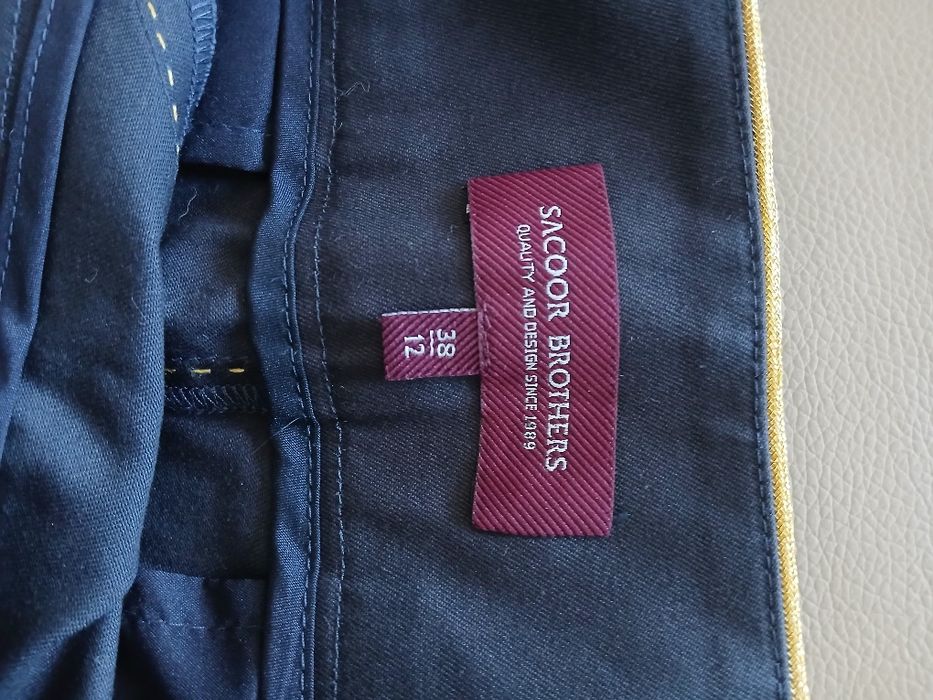 SACOOR BROTHERS
QUALITY AND DESIGN SINCE 1989
38
12